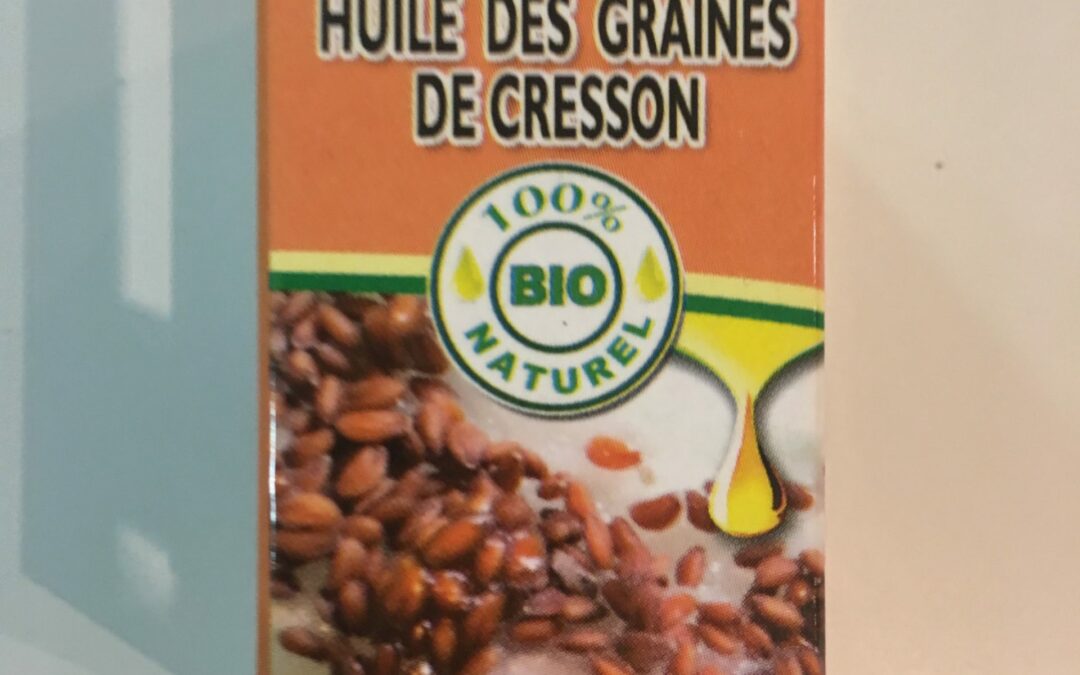 HUILE DES GRAINES
DE CRESSON
100%
BIO
NATUREL